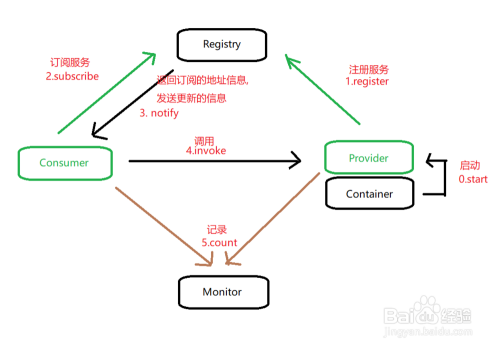 Registry
订阅服务
2.subscribe
返回订阅的地址信息,
发送更新的信息
3. notify
注册服务
1.register
调用
4.invoke
Consumer
Provider
Container
启动
0.start
记录
5.count
Monitor
Baidu经验
jingyan.baidu.com